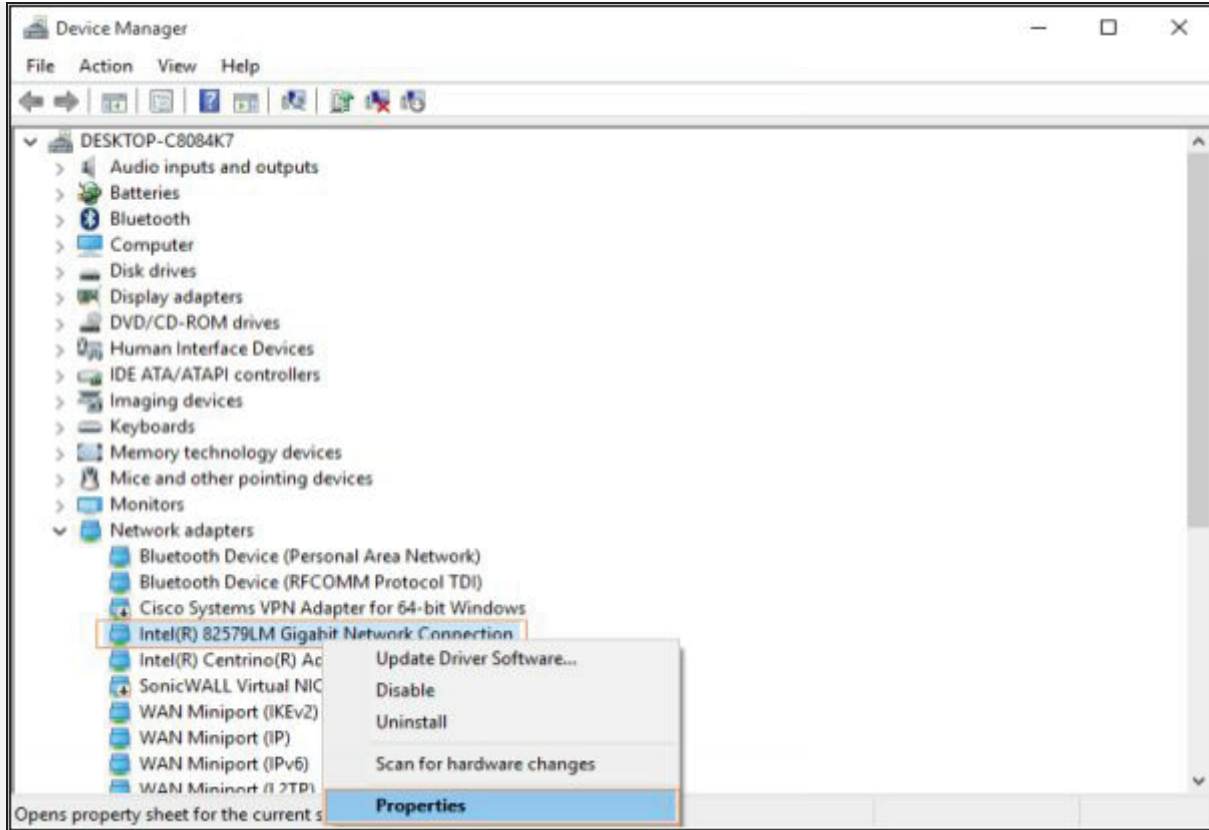 Device Manager
File Action View Help
DESKTOP-C8084K7
Audio inputs and outputs
Batteries
Bluetooth
Computer
Disk drives
Display adapters
DVD/CD-ROM drives
Human Interface Devices
IDE ATA/ATAPI controllers
Imaging devices
Keyboards
Memory technology devices
Mice and other pointing devices
Monitors
Network adapters
Bluetooth Device (Personal Area Network)
Bluetooth Device (RFCOMM Protocol TDI)
Cisco Systems VPN Adapter for 64-bit Windows
Intel(R) 82579LM Gigabit Network Connection
Intel(R) Centrino(R) Ad
SonicWALL Virtual NIC
WAN Miniport (IKEv2)
WAN Miniport (IP)
WAN Miniport (IPv6)
WAN Miniport (L2TP)
Update Driver Software...
Disable
Uninstall
Scan for hardware changes
Properties
Opens property sheet for the current s